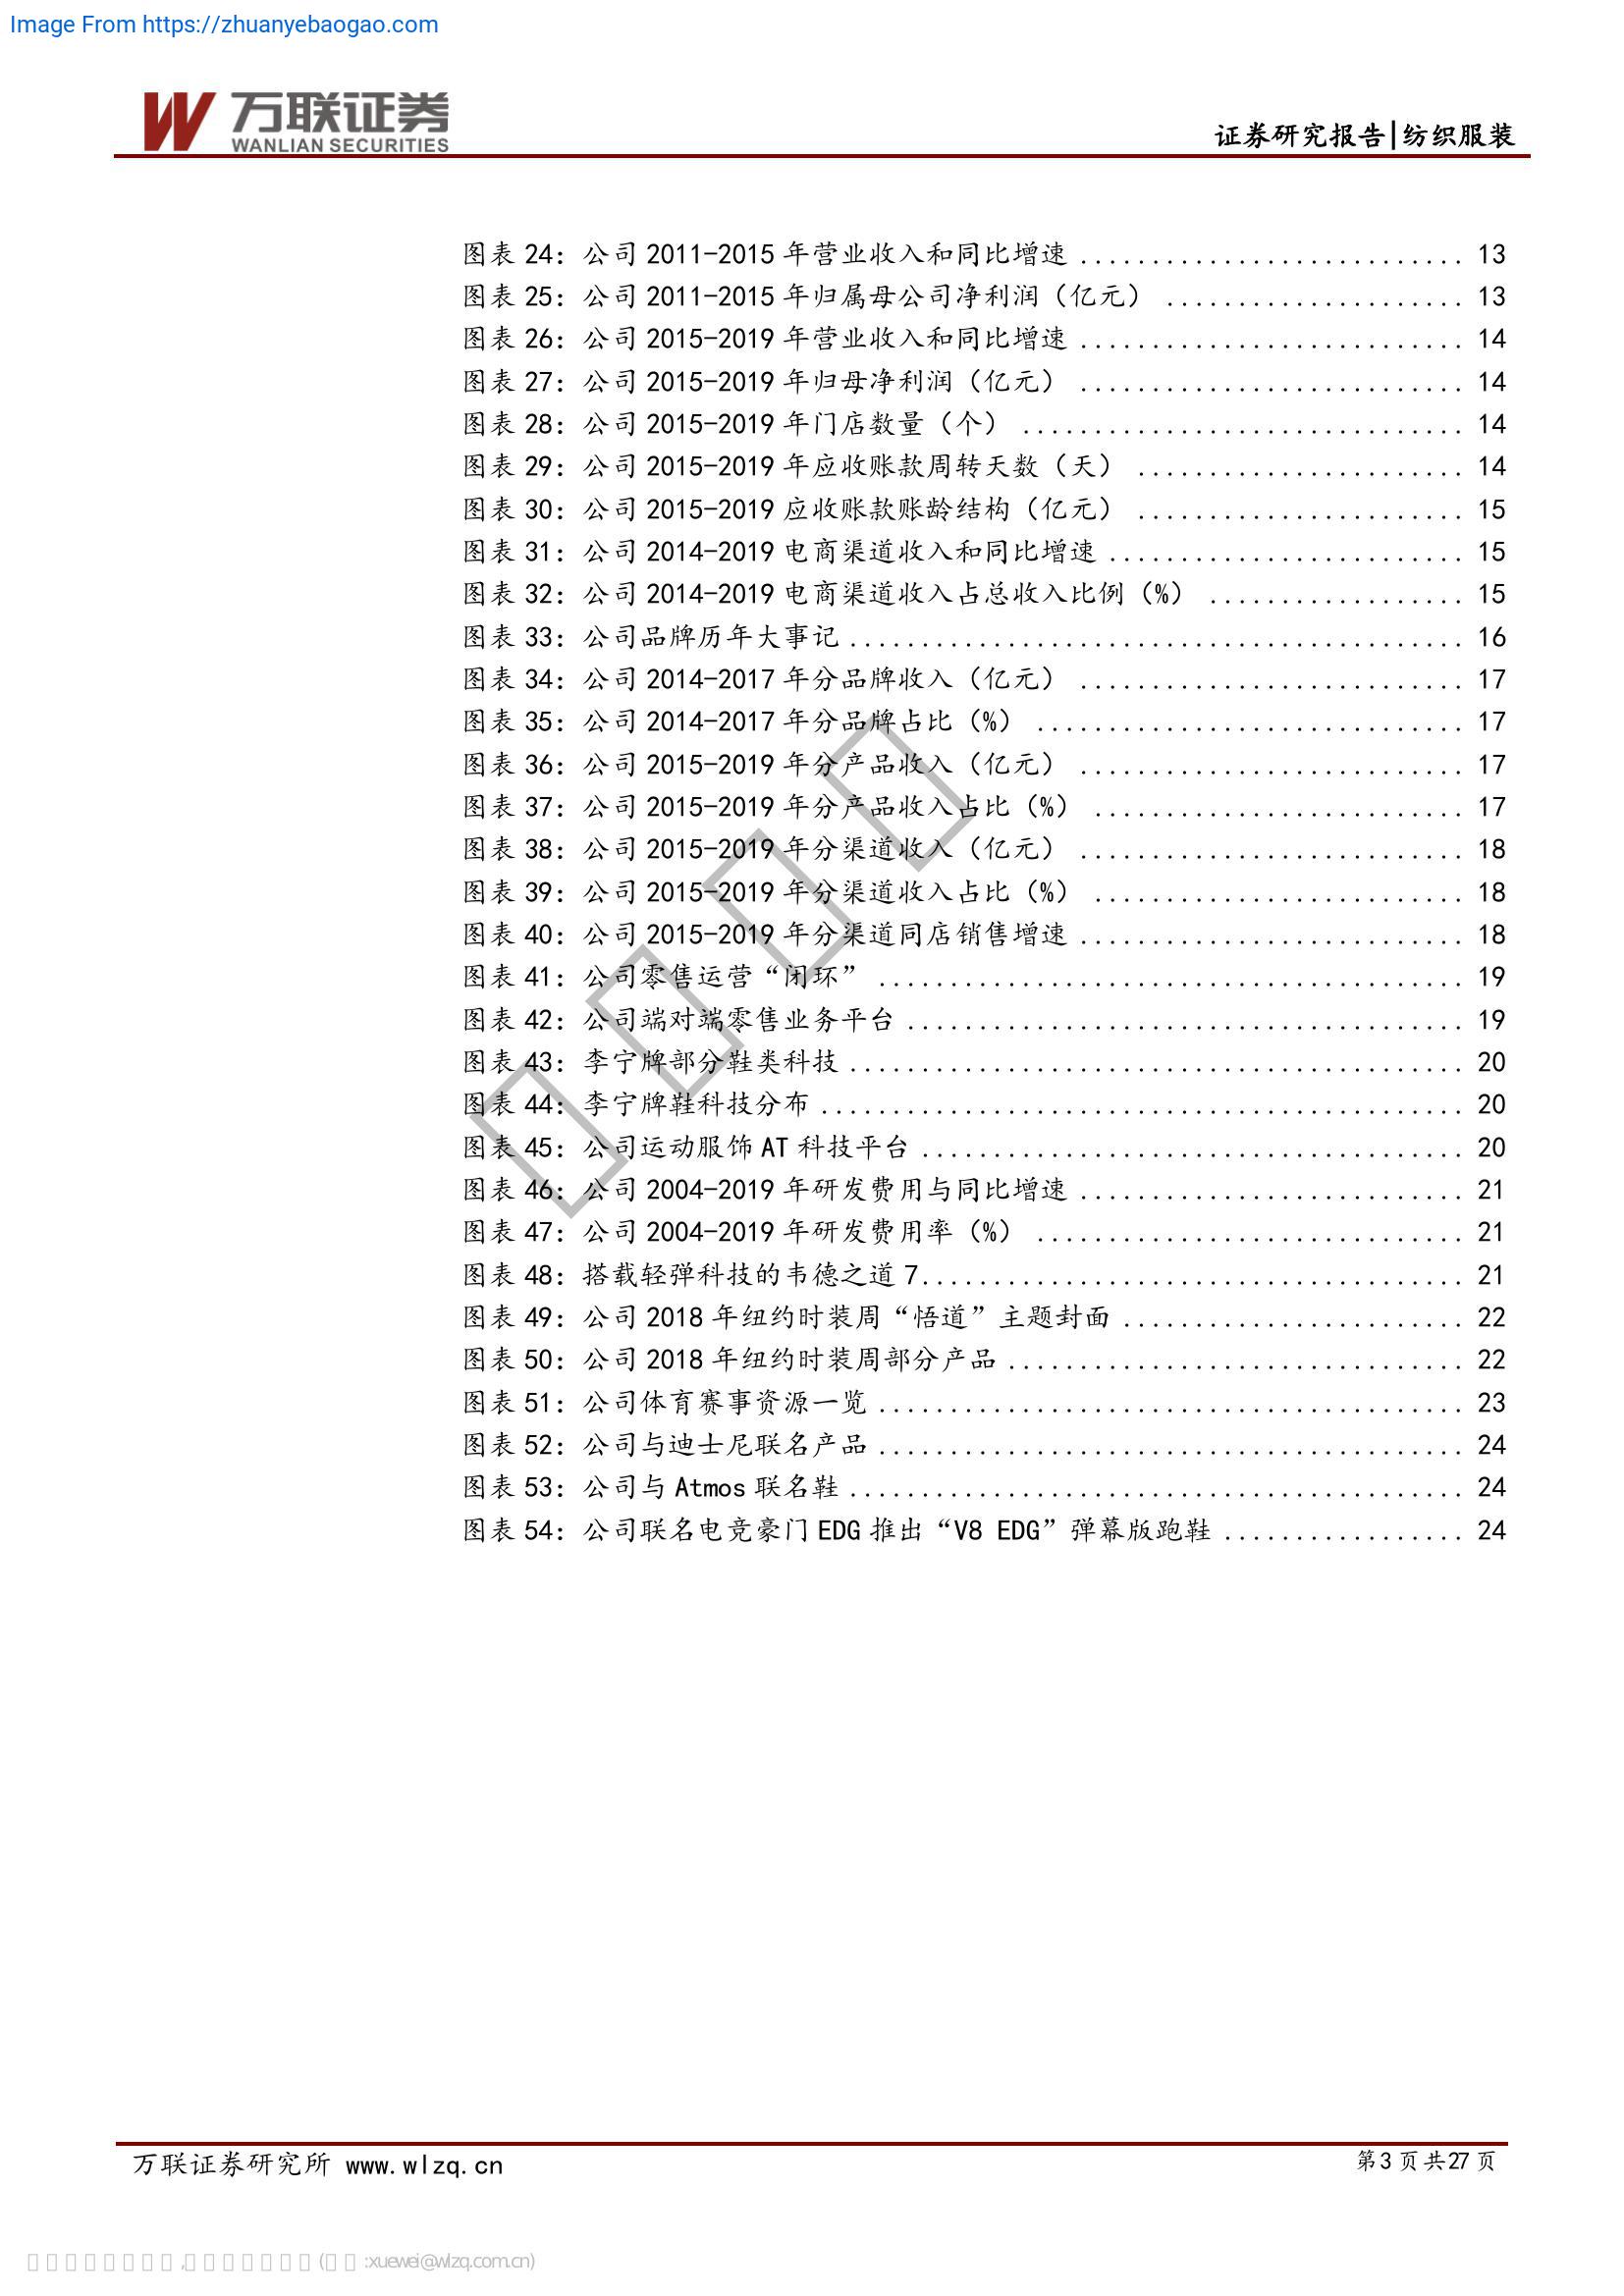 Image From https://zhuanyebaogao.com
万联证券
WANLIAN SECURITIES
证券研究报告|纺织服装
图表 24：公司 2011-2015 年营业收入和同比增速 ........................... 13
图表 25：公司 2011-2015 年归属母公司净利润（亿元） ..................... 13
图表 26：公司 2015-2019 年营业收入和同比增速 ........................... 14
图表 27：公司 2015-2019 年归母净利润（亿元） ........................... 14
图表 28：公司 2015-2019 年门店数量（个） ............................... 14
图表 29：公司 2015-2019 年应收账款周转天数（天） ....................... 14
图表 30：公司 2015-2019 应收账款账龄结构（亿元） ....................... 15
图表 31：公司 2014-2019 电商渠道收入和同比增速 ......................... 15
图表 32：公司 2014-2019 电商渠道收入占总收入比例（%） .................. 15
图表 33：公司品牌历年大事记 ........................................... 16
图表 34：公司 2014-2017 年分品牌收入（亿元） ........................... 17
图表 35：公司 2014-2017 年分品牌占比（%） .............................. 17
图表 36：公司 2015-2019 年分产品收入（亿元） ........................... 17
图表 37：公司 2015-2019 年分产品收入占比（%） .......................... 17
图表 38：公司 2015-2019 年分渠道收入（亿元） ........................... 18
图表 39：公司 2015-2019 年分渠道收入占比（%） .......................... 18
图表 40：公司 2015-2019 年分渠道同店销售增速 ........................... 18
图表 41：公司零售运营“闭环” ......................................... 19
图表 42：公司端对端零售业务平台 ....................................... 19
图表 43：李宁牌部分鞋类科技 ........................................... 20
图表 44：李宁牌鞋科技分布 ............................................. 20
图表 45：公司运动服饰 AT 科技平台 ...................................... 20
图表 46：公司 2004-2019 年研发费用与同比增速 ........................... 21
图表 47：公司 2004-2019 年研发费用率（%） .............................. 21
图表 48：搭载轻弹科技的韦德之道 7...................................... 21
图表 49：公司 2018 年纽约时装周“悟道”主题封面 ........................ 22
图表 50：公司 2018 年纽约时装周部分产品 ................................ 22
图表 51：公司体育赛事资源一览 ......................................... 23
图表 52：公司与迪士尼联名产品 ......................................... 24
图表 53：公司与 Atmos 联名鞋 ........................................... 24
图表 54：公司联名电竞豪门 EDG 推出“V8 EDG”弹幕版跑鞋 ................. 24
万联证券研究所 www.wlzq.cn
第 3 页 共 27 页
:xuewei@wlzq.com.cn)